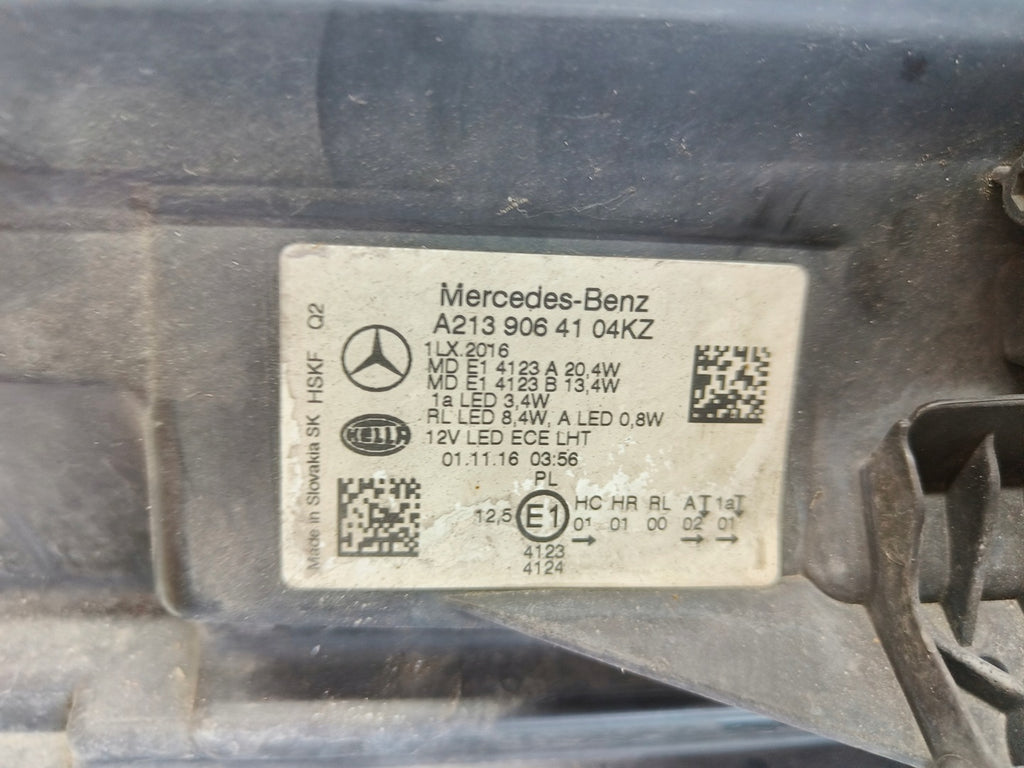 Mercedes-Benz
A213 906 41 04KZ
1LX.2016
MD E1 4123 A 20,4W
MD E1 4123 B 13,4W
1a LED 3,4W
RL LED 8,4W, A LED 0,8W
12V LED ECE LHT
01.11.16 03:56
PL
12,5 E1 HC HR RL A 1a
01 01 00 02 01
→ → →
4123
4124
HELLA
Made in Slovakia SK HSKF Q2